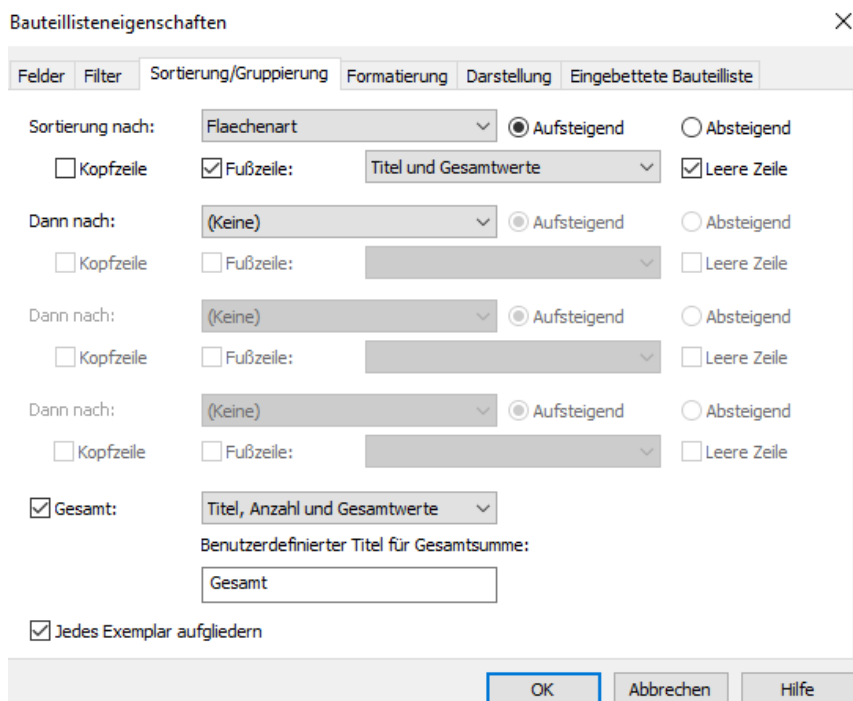 Bauteillisteneigenschaften
Felder Filter Sortierung/Gruppierung Formatierung Darstellung Eingebettete Bauteilliste
Sortierung nach: Flaechenart Aufsteigend Absteigend
Kopfzeile Fußzeile: Titel und Gesamtwerte Leere Zeile
Dann nach: (Keine) Aufsteigend Absteigend
Kopfzeile Fußzeile: Leere Zeile
Dann nach: (Keine) Aufsteigend Absteigend
Kopfzeile Fußzeile: Leere Zeile
Dann nach: (Keine) Aufsteigend Absteigend
Kopfzeile Fußzeile: Leere Zeile
Gesamt: Titel, Anzahl und Gesamtwerte
Benutzerdefinierter Titel für Gesamtsumme:
Gesamt
Jedes Exemplar aufgliedern
OK Abbrechen Hilfe